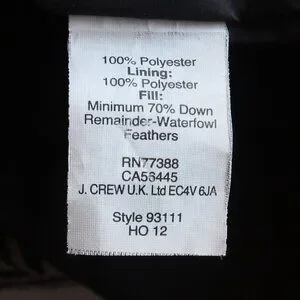 100% Polyester
Lining:
100% Polyester
Fill:
Minimum 70% Down
Remainder-Waterfowl
Feathers
RN77388
CA56445
J. CREW U.K. Ltd EC4V 6JA
Style 93111
HO 12